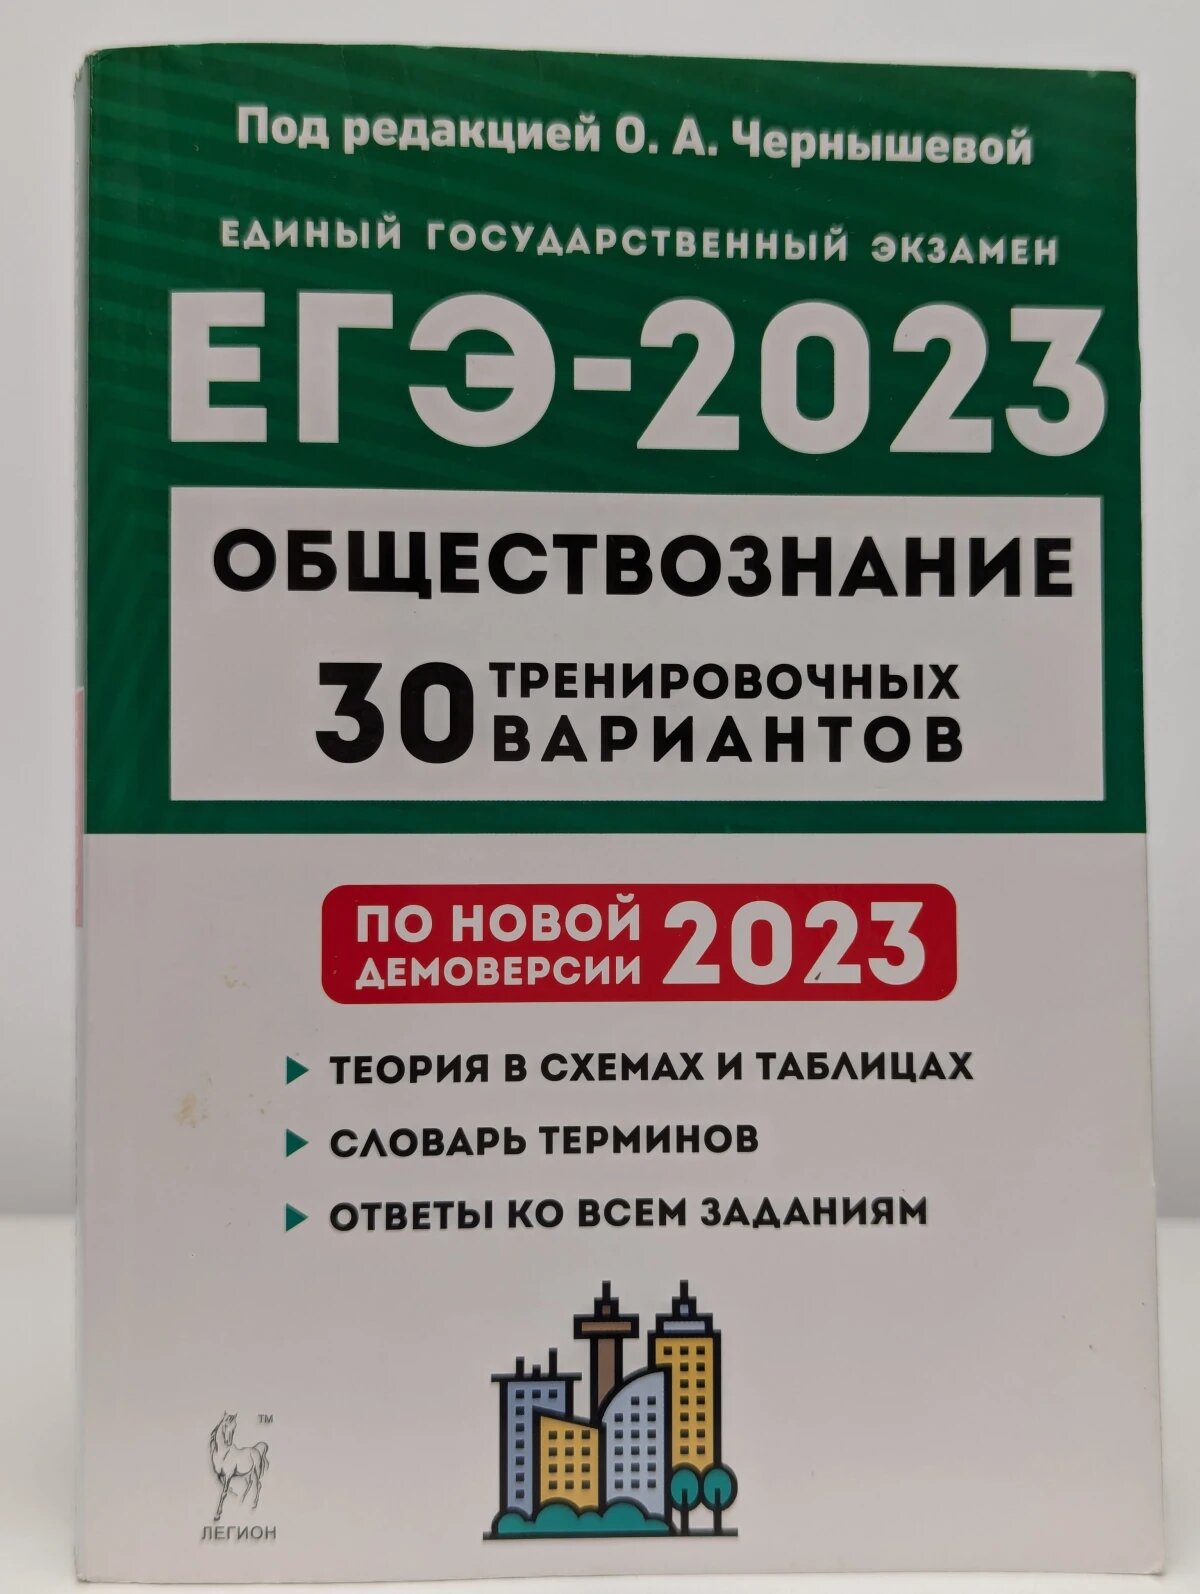 Под редакцией О. А. Чернышевой
ЕДИНЫЙ ГОСУДАРСТВЕННЫЙ ЭКЗАМЕН
ЕГЭ-2023
ОБЩЕСТВОЗНАНИЕ
30 ТРЕНИРОВОЧНЫХ
ВАРИАНТОВ
ПО НОВОЙ
ДЕМОВЕРСИИ 2023
ТЕОРИЯ В СХЕМАХ И ТАБЛИЦАХ
СЛОВАРЬ ТЕРМИНОВ
ОТВЕТЫ КО ВСЕМ ЗАДАНИЯМ
TM
ЛЕГИОН